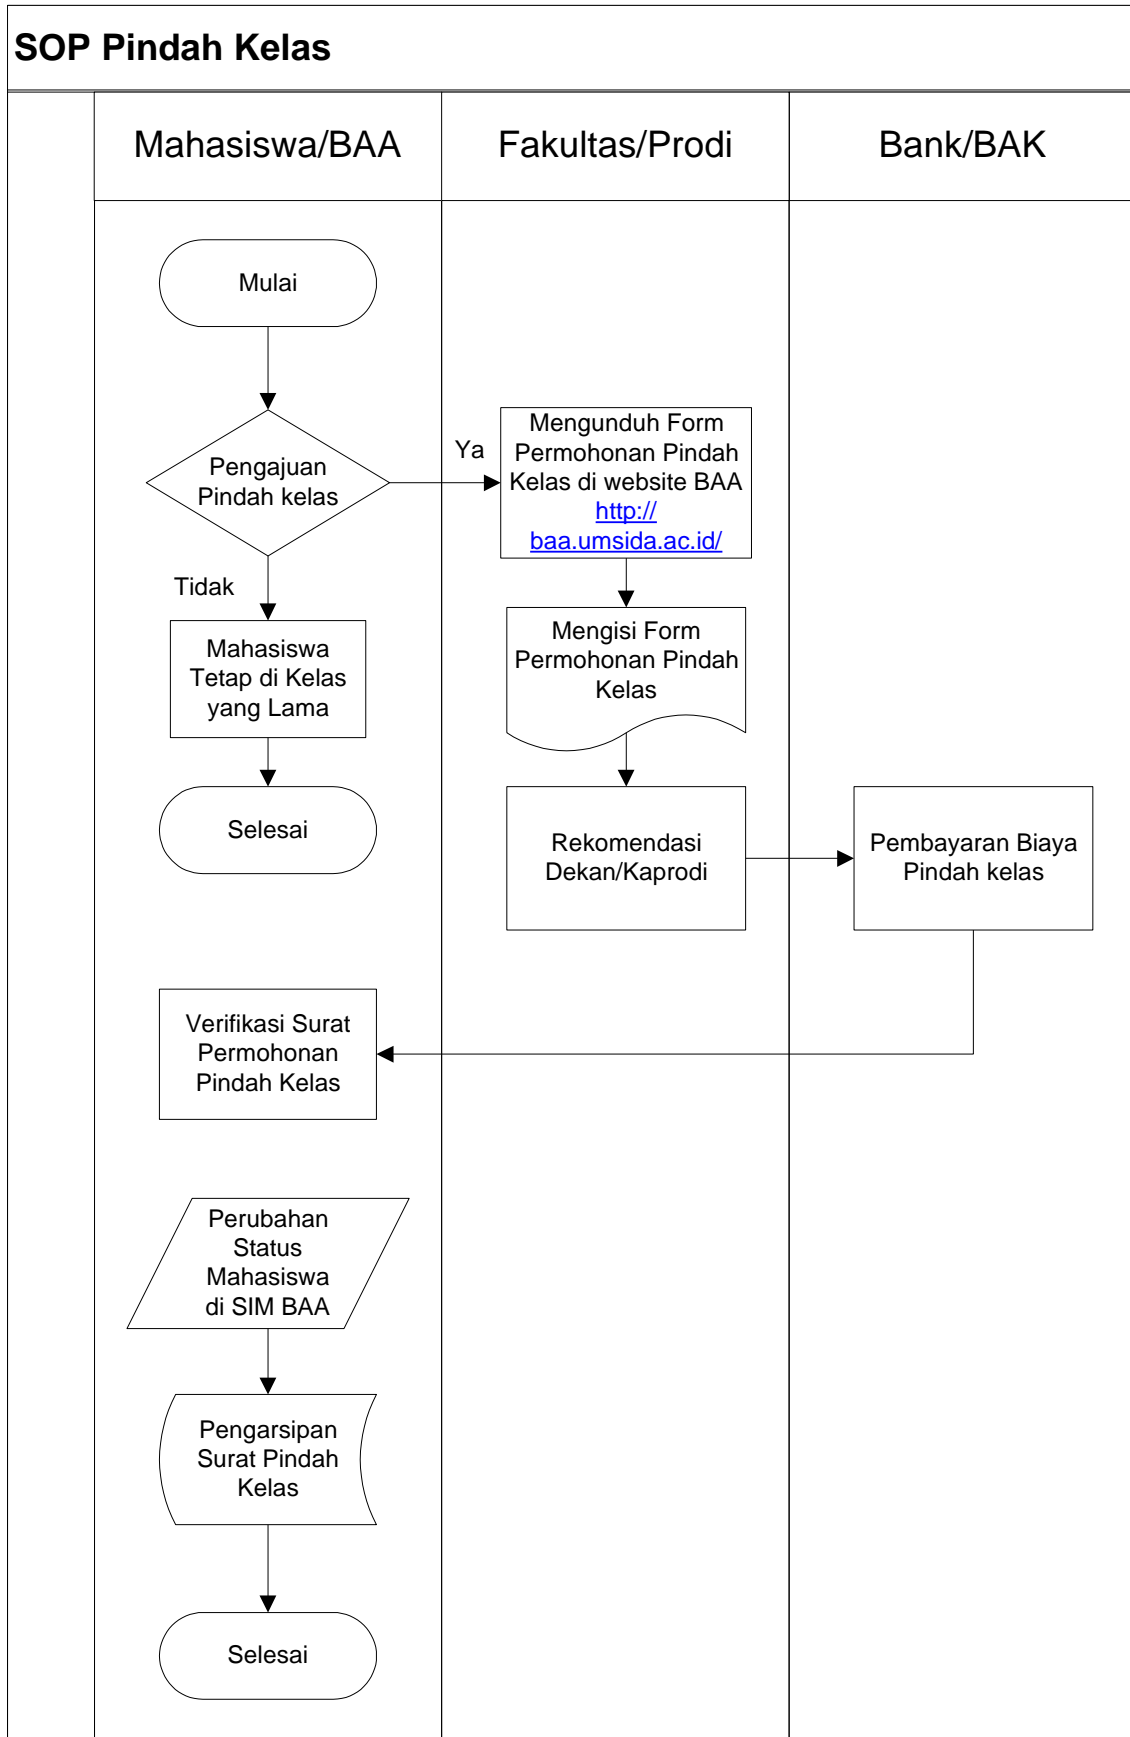 SOP Pindah Kelas
Mahasiswa/BAA
Fakultas/Prodi
Bank/BAK
Mulai
Pengajuan
Pindah kelas
Ya
Mengunduh Form
Permohonan Pindah
Kelas di website BAA
http://
baa.umsida.ac.id/
Tidak
Mahasiswa
Tetap di Kelas
yang Lama
Mengisi Form
Permohonan Pindah
Kelas
Selesai
Rekomendasi
Dekan/Kaprodi
Pembayaran Biaya
Pindah kelas
Verifikasi Surat
Permohonan
Pindah Kelas
Perubahan
Status
Mahasiswa
di SIM BAA
Pengarsipan
Surat Pindah
Kelas
Selesai